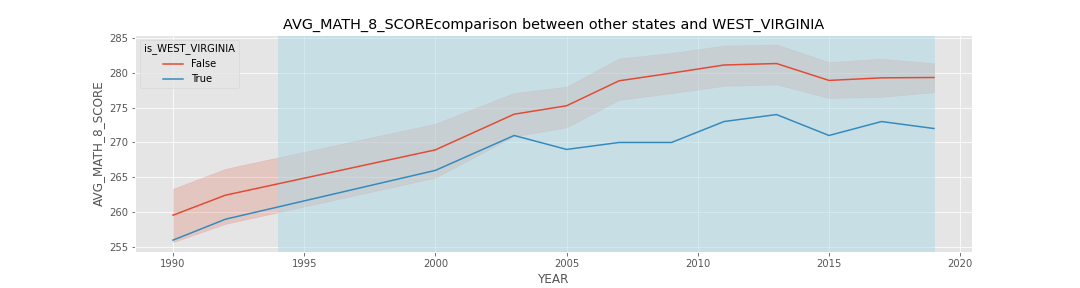 AVG_MATH_8_SCOREcomparison between other states and WEST_VIRGINIA
is_WEST_VIRGINIA
False
True
AVG_MATH_8_SCORE
285
280
275
270
265
260
255
1990 1995 2000 2005 2010 2015 2020
YEAR